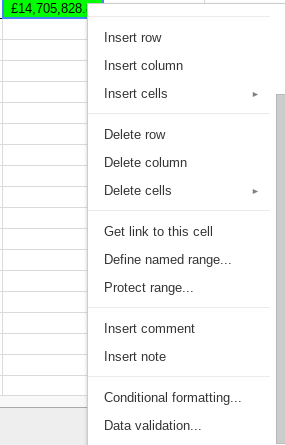 £14,705,828.
Insert row
Insert column
Insert cells
Delete row
Delete column
Delete cells
Get link to this cell
Define named range...
Protect range...
Insert comment
Insert note
Conditional formatting...
Data validation...